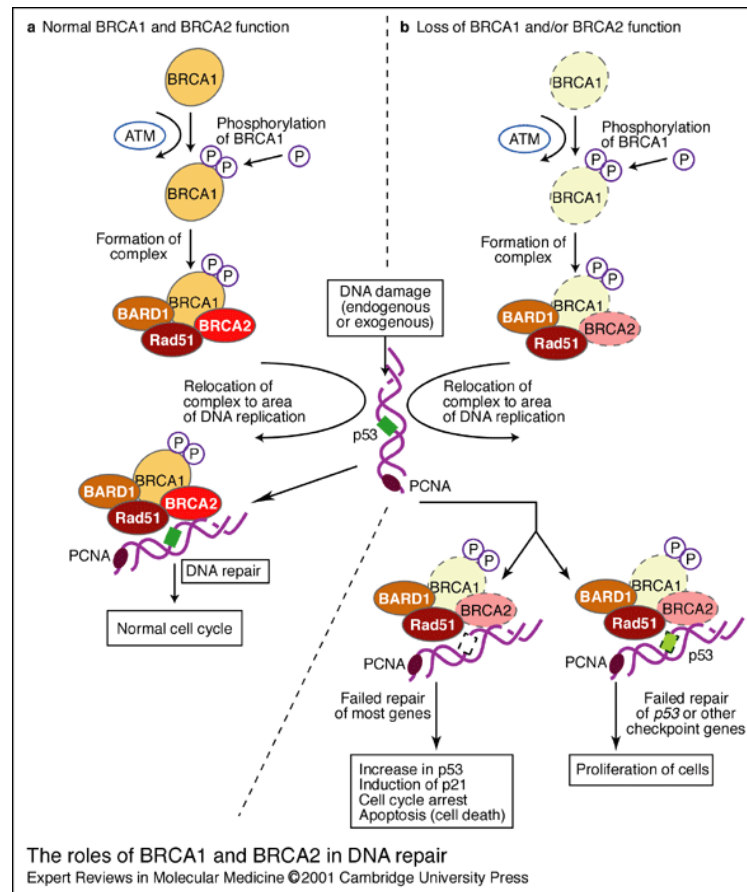 a Normal BRCA1 and BRCA2 function
BRCA1
ATM
Phosphorylation
of BRCA1
P
P
P
BRCA1
Formation of
complex
P
P
BRCA1
BARD1
BRCA2
Rad51
Relocation of
complex to area
of DNA replication
P
P
BRCA1
BARD1
BRCA2
Rad51
PCNA
DNA repair
Normal cell cycle
DNA damage
(endogenous
or exogenous)
p53
PCNA
b Loss of BRCA1 and/or BRCA2 function
BRCA1
ATM
Phosphorylation
of BRCA1
P
P
P
BRCA1
Formation of
complex
P
P
BRCA1
BARD1
BRCA2
Rad51
Relocation of
complex to area
of DNA replication
P
P
BRCA1
BARD1
BRCA2
Rad51
PCNA
Failed repair
of most genes
Increase in p53
Induction of p21
Cell cycle arrest
Apoptosis (cell death)
P
P
BRCA1
BARD1
BRCA2
Rad51
p53
PCNA
Failed repair
of p53 or other
checkpoint genes
Proliferation of cells
The roles of BRCA1 and BRCA2 in DNA repair
Expert Reviews in Molecular Medicine ©2001 Cambridge University Press